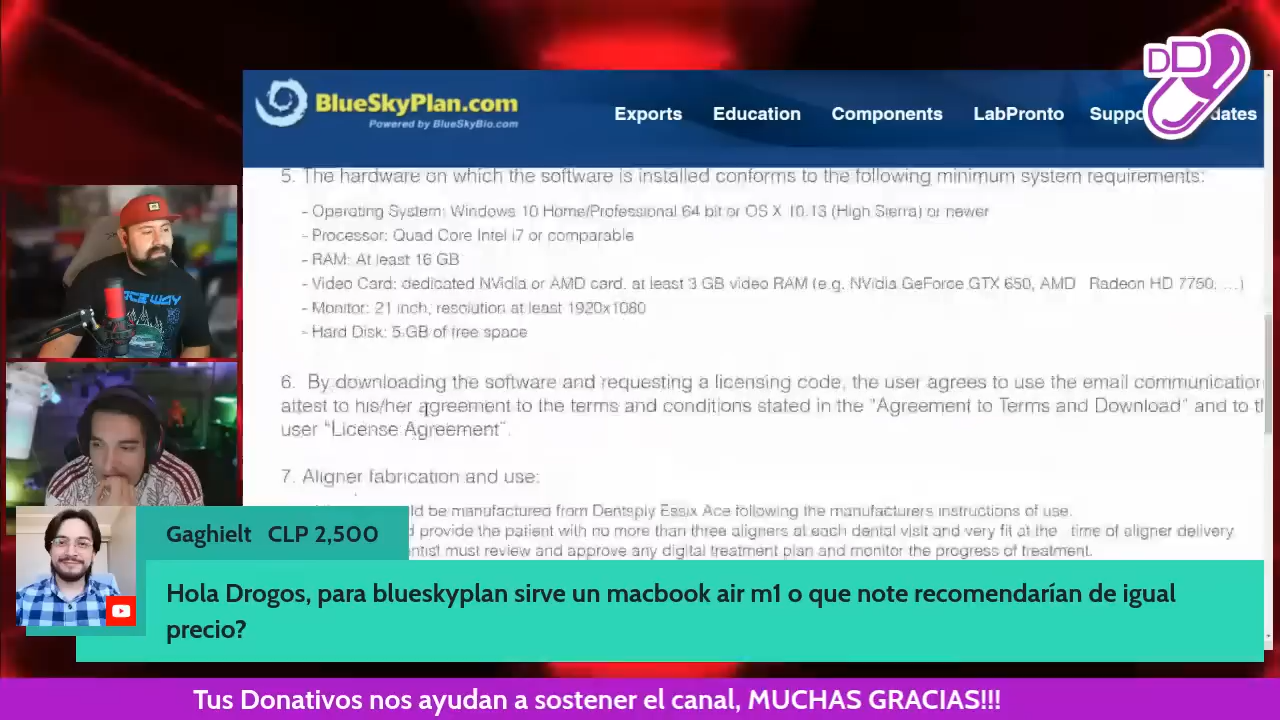 DD
BlueSkyPlan.com
Powered by BlueSkyBio.com
Exports Education Components LabPronto Suppo dates
5. The hardware on which the software is installed conforms to the following minimum system requirements:
- Operating System: Windows 10 Home/Professional 64 bit or OS X 10.13 (High Sierra) or newer
- Processor: Quad Core Intel i7 or comparable
- RAM: At least 16 GB
- Video Card: dedicated NVidia or AMD card, at least 3 GB video RAM (e.g. NVidia GeForce GTX 650, AMD Radeon HD 7750, ...)
- Monitor: 21 inch, resolution at least 1920x1080
- Hard Disk: 5 GB of free space
6. By downloading the software and requesting a licensing code, the user agrees to use the email communication
attest to his/her agreement to the terms and conditions stated in the "Agreement to Terms and Download" and to th
user "License Agreement".
7. Aligner fabrication and use:
uld be manufactured from Dentsply Essix Ace following the manufacturers instructions of use.
d provide the patient with no more than three aligners at each dental visit and very fit at the time of aligner delivery
entist must review and approve any digital treatment plan and monitor the progress of treatment.
Gaghielt CLP 2,500
Hola Drogos, para blueskyplan sirve un macbook air m1 o que note recomendarían de igual
precio?
Tus Donativos nos ayudan a sostener el canal, MUCHAS GRACIAS!!!